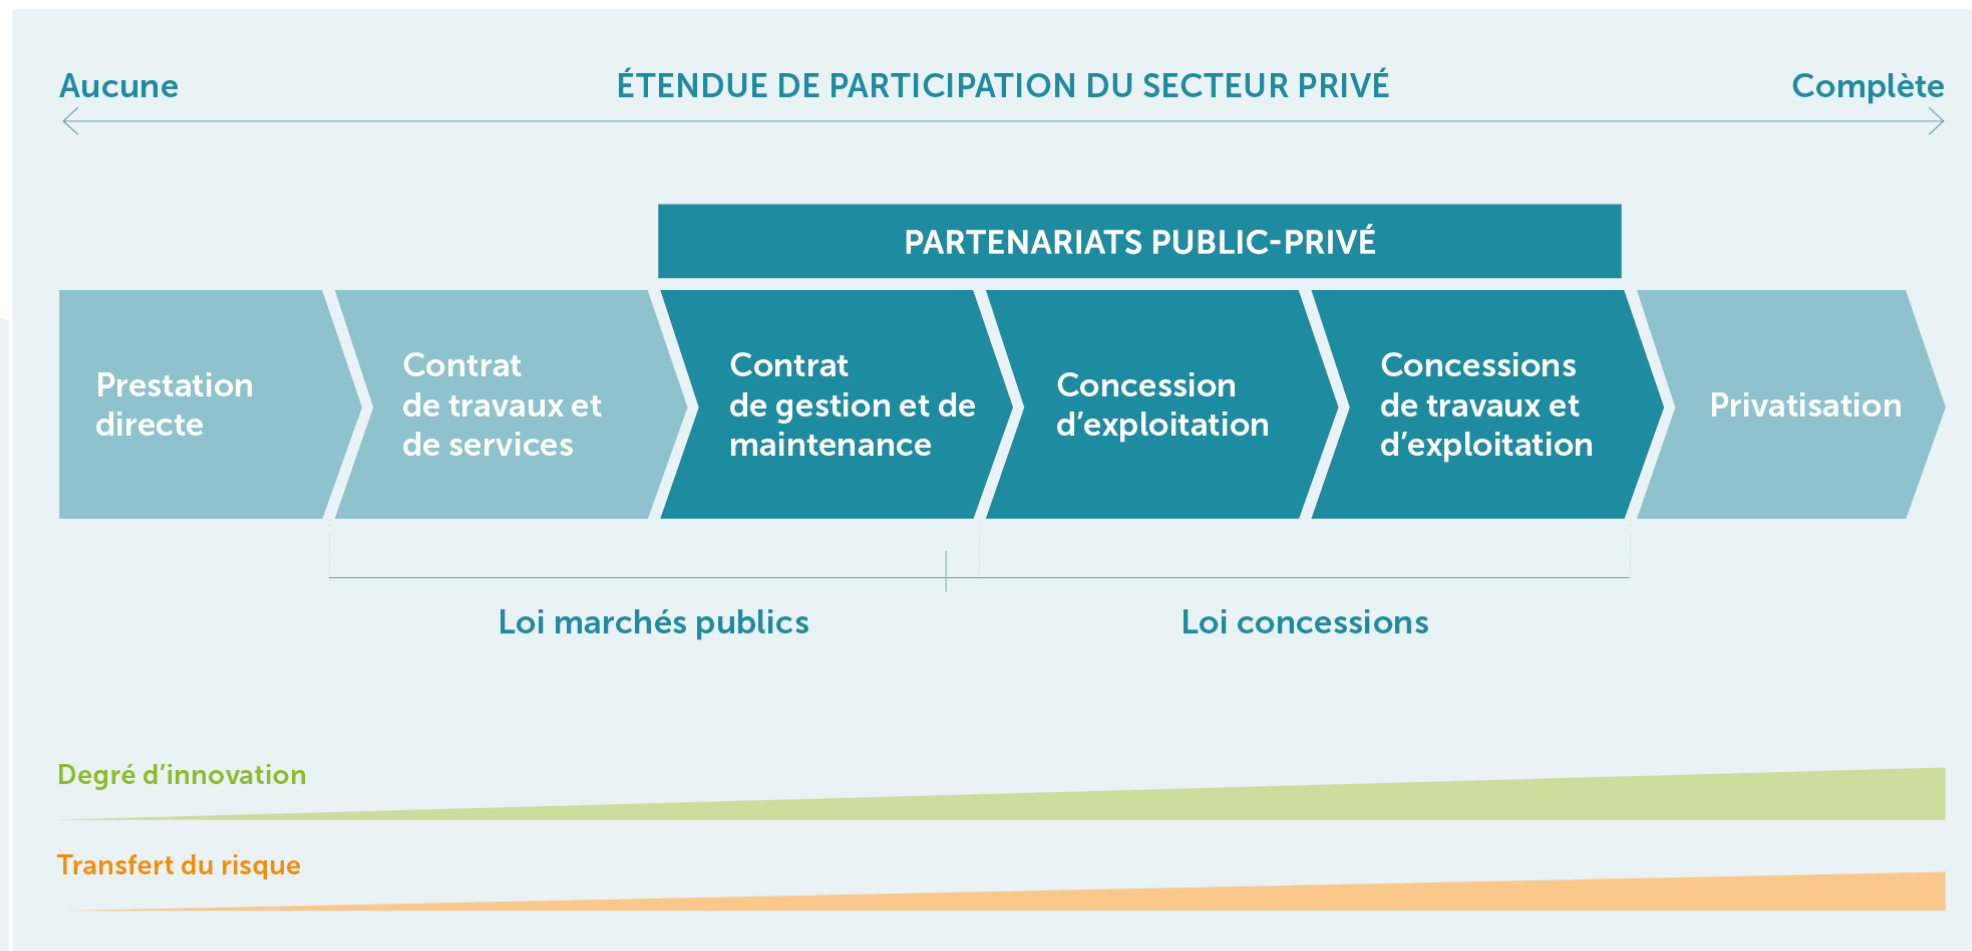 Aucune
ÉTENDUE DE PARTICIPATION DU SECTEUR PRIVÉ
Complète
PARTENARIATS PUBLIC-PRIVÉ
Prestation
directe
Contrat
de travaux et
de services
Contrat
de gestion et de
maintenance
Concession
d’exploitation
Concessions
de travaux et
d’exploitation
Privatisation
Loi marchés publics
Loi concessions
Degré d’innovation
Transfert du risque